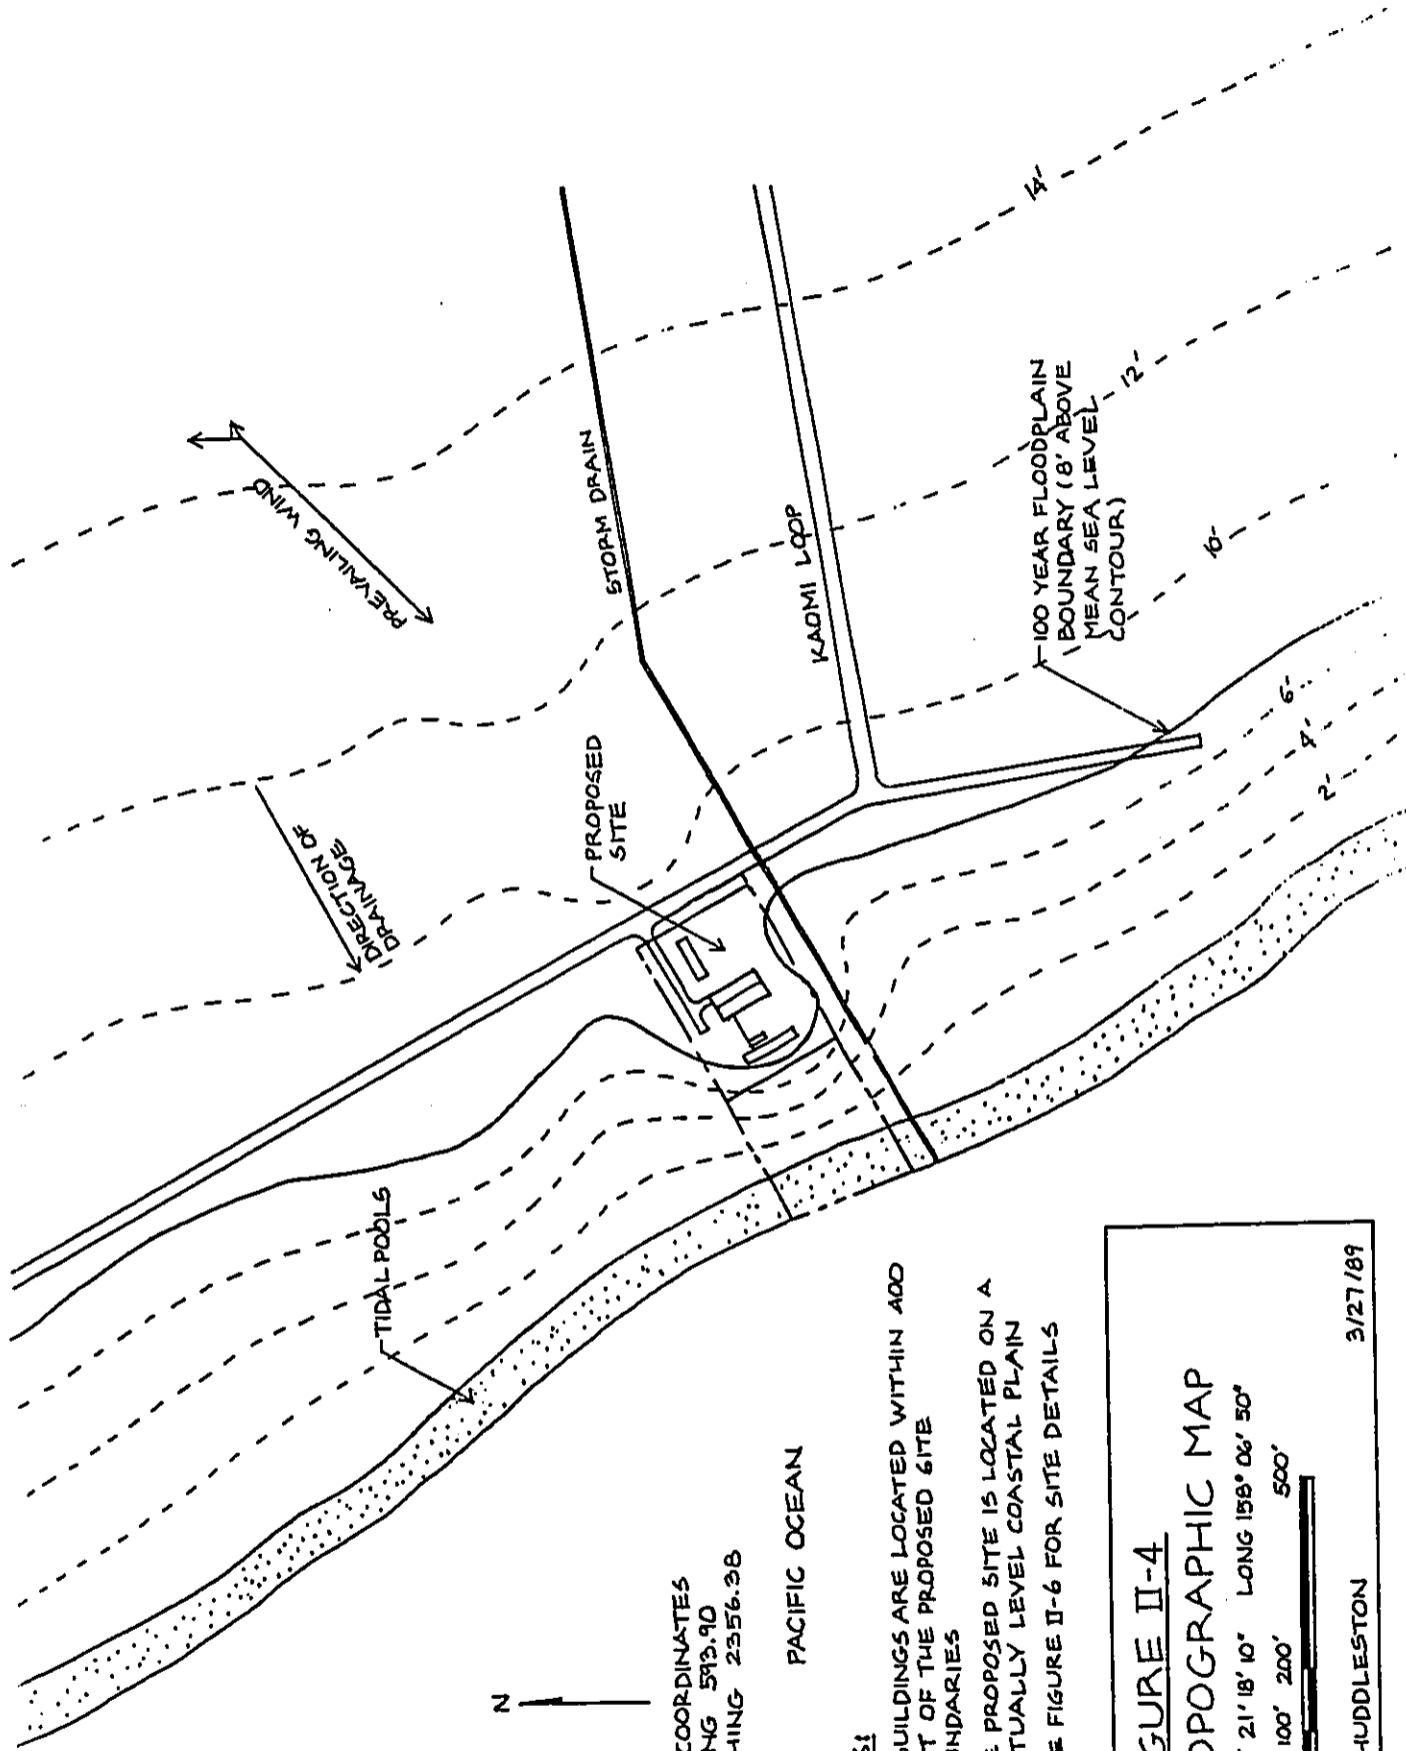 PREVAILING WIND
DIRECTION OF
DRAINAGE
STORM DRAIN
PROPOSED
SITE
KAOMI LOOP
14'
12'
10'
100 YEAR FLOODPLAIN
BOUNDARY (8' ABOVE
MEAN SEA LEVEL
CONTOUR)
6'
4'
2'
TIDAL POOLS
N
COORDINATES
NG 593.90
HING 2356.38
PACIFIC OCEAN
S:
BUILDINGS ARE LOCATED WITHIN 400
T OF THE PROPOSED SITE
NDARIES
E PROPOSED SITE IS LOCATED ON A
TUALLY LEVEL COASTAL PLAIN
E FIGURE II-6 FOR SITE DETAILS
GURE II-4
OPOGRAPHIC MAP
21° 18' 10" LONG 158° 06' 50"
100' 200' 500'
HUDDLESTON 3/27/89